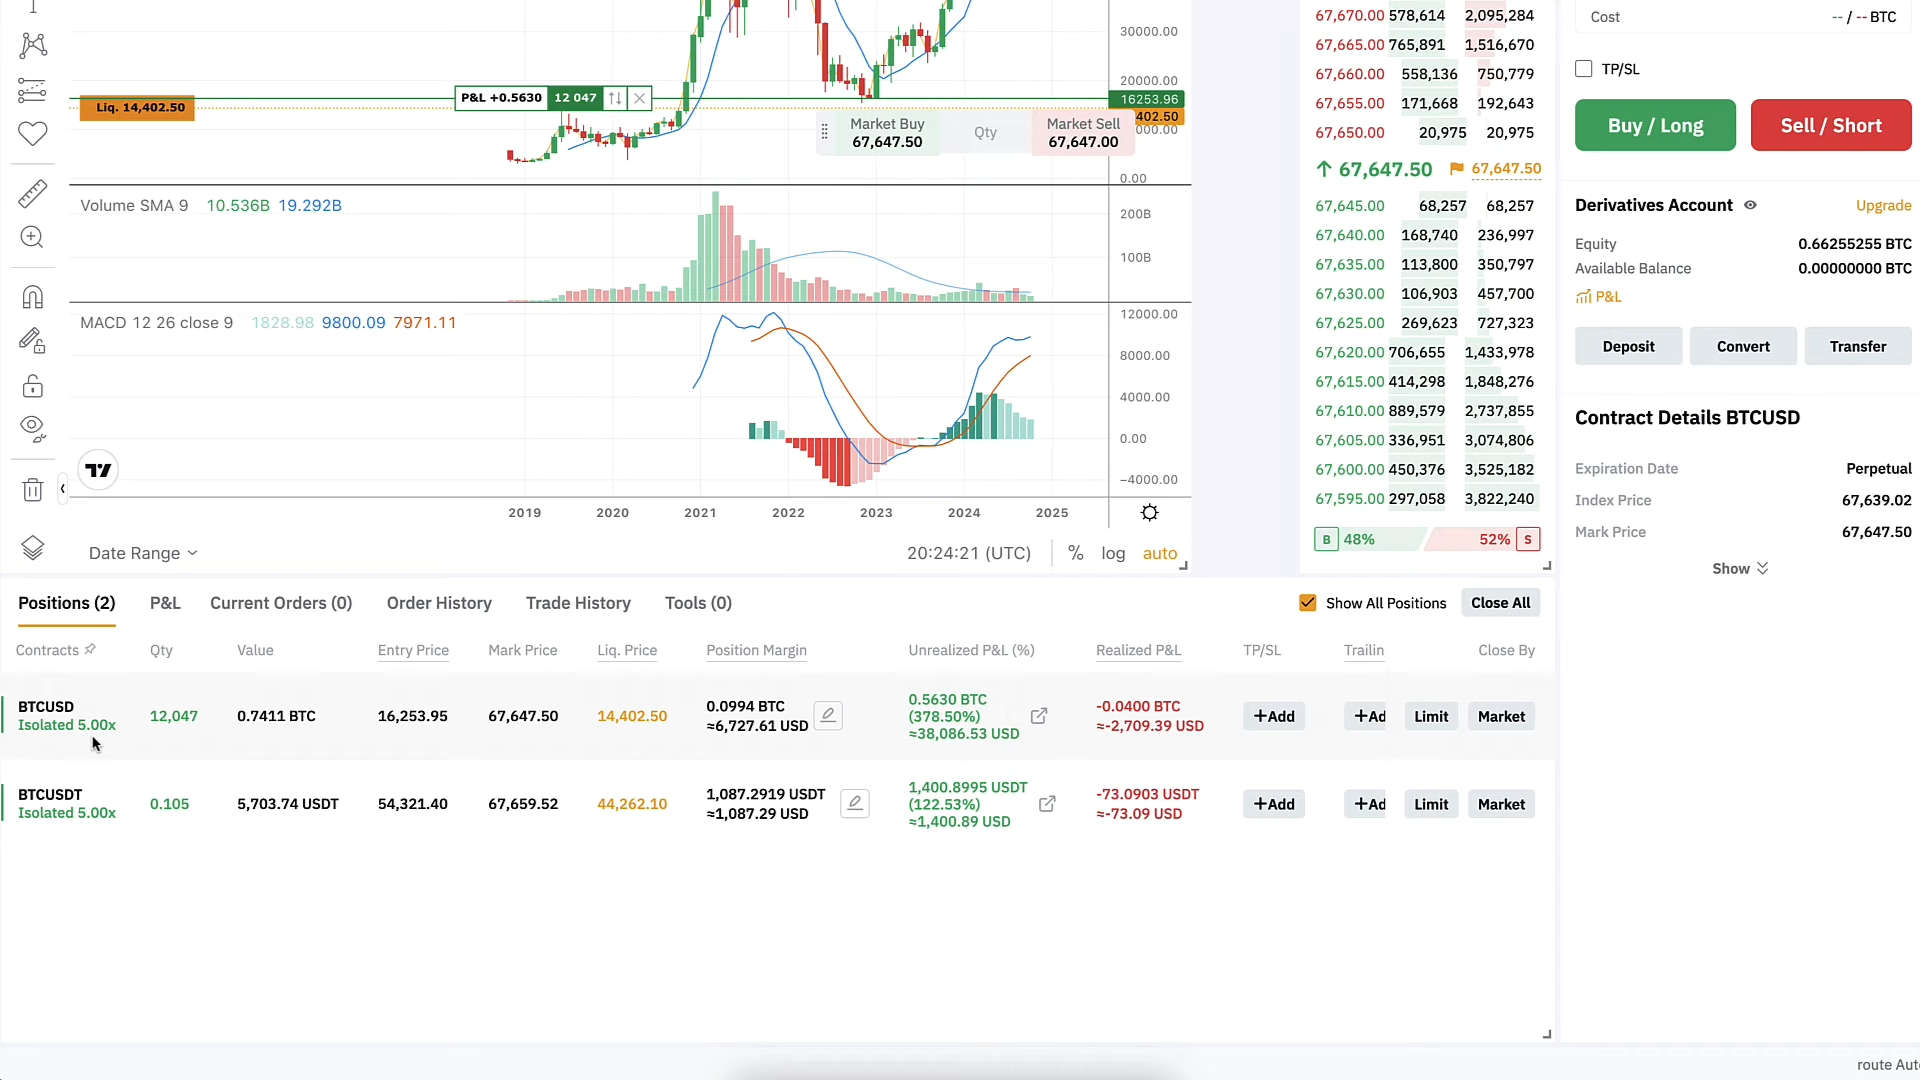 Liq. 14,402.50
P&L +0.5630 12 047
30000.00
20000.00
16253.96
402.50
0000.00
0.00
Market Buy
67,647.50
Qty
Market Sell
67,647.00
Volume SMA 9 10.536B 19.292B
200B
100B
MACD 12 26 close 9 1828.98 9800.09 7971.11
12000.00
8000.00
4000.00
0.00
−4000.00
2019 2020 2021 2022 2023 2024 2025
Date Range
20:24:21 (UTC) % log auto
67,670.00 578,614 2,095,284
67,665.00 765,891 1,516,670
67,660.00 558,136 750,779
67,655.00 171,668 192,643
67,650.00 20,975 20,975
67,647.50 67,647.50
67,645.00 68,257 68,257
67,640.00 168,740 236,997
67,635.00 113,800 350,797
67,630.00 106,903 457,700
67,625.00 269,623 727,323
67,620.00 706,655 1,433,978
67,615.00 414,298 1,848,276
67,610.00 889,579 2,737,855
67,605.00 336,951 3,074,806
67,600.00 450,376 3,525,182
67,595.00 297,058 3,822,240
B 48% 52% S
Cost -- / -- BTC
TP/SL
Buy / Long Sell / Short
Derivatives Account Upgrade
Equity 0.66255255 BTC
Available Balance 0.00000000 BTC
P&L
Deposit Convert Transfer
Contract Details BTCUSD
Expiration Date Perpetual
Index Price 67,639.02
Mark Price 67,647.50
Show
Positions (2) P&L Current Orders (0) Order History Trade History Tools (0) Show All Positions Close All
Contracts Qty Value Entry Price Mark Price Liq. Price Position Margin Unrealized P&L (%) Realized P&L TP/SL Trailin Close By
BTCUSD
Isolated 5.00x
12,047 0.7411 BTC 16,253.95 67,647.50 14,402.50
0.0994 BTC
≈6,727.61 USD
0.5630 BTC
(378.50%)
≈38,086.53 USD
-0.0400 BTC
≈-2,709.39 USD
+Add +Ad Limit Market
BTCUSDT
Isolated 5.00x
0.105 5,703.74 USDT 54,321.40 67,659.52 44,262.10
1,087.2919 USDT
≈1,087.29 USD
1,400.8995 USDT
(122.53%)
≈1,400.89 USD
-73.0903 USDT
≈-73.09 USD
+Add +Ad Limit Market
route Aut